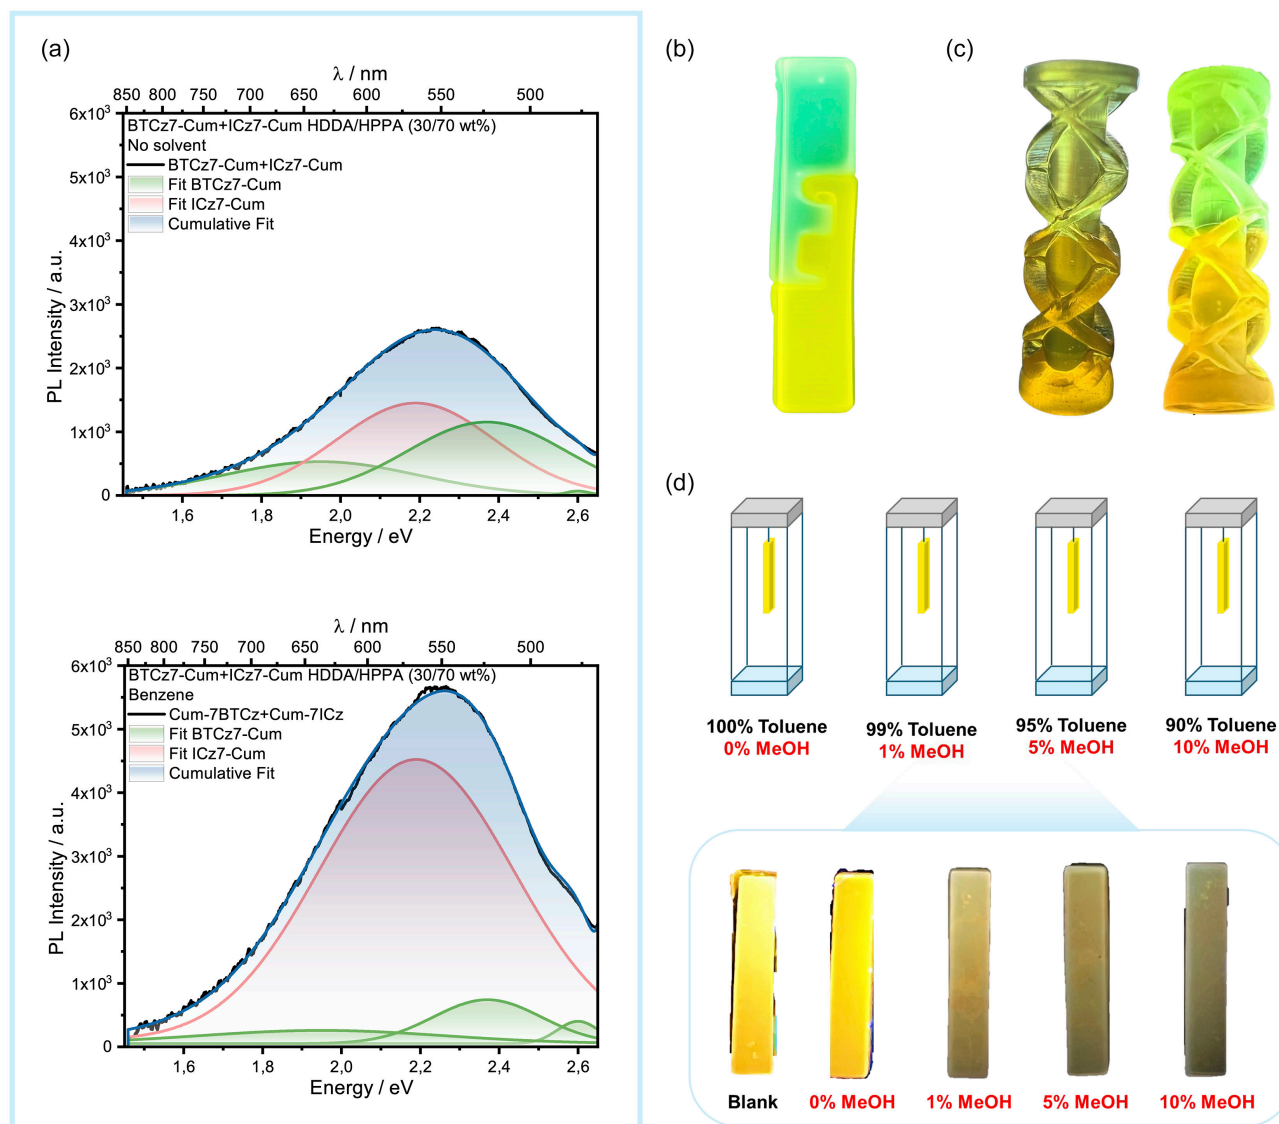 (a)
λ / nm
850 800 750 700 650 600 550 500
6x10³
5x10³
4x10³
3x10³
2x10³
1x10³
0
PL Intensity / a.u.
BTCz7-Cum+ICz7-Cum HDDA/HPPA (30/70 wt%)
No solvent
BTCz7-Cum+ICz7-Cum
Fit BTCz7-Cum
Fit ICz7-Cum
Cumulative Fit
1,6 1,8 2,0 2,2 2,4 2,6
Energy / eV
λ / nm
850 800 750 700 650 600 550 500
6x10³
5x10³
4x10³
3x10³
2x10³
1x10³
0
PL Intensity / a.u.
BTCz7-Cum+ICz7-Cum HDDA/HPPA (30/70 wt%)
Benzene
Cum-7BTCz+Cum-7ICz
Fit BTCz7-Cum
Fit ICz7-Cum
Cumulative Fit
1,6 1,8 2,0 2,2 2,4 2,6
Energy / eV
(b)
(c)
(d)
100% Toluene
0% MeOH
99% Toluene
1% MeOH
95% Toluene
5% MeOH
90% Toluene
10% MeOH
Blank
0% MeOH
1% MeOH
5% MeOH
10% MeOH